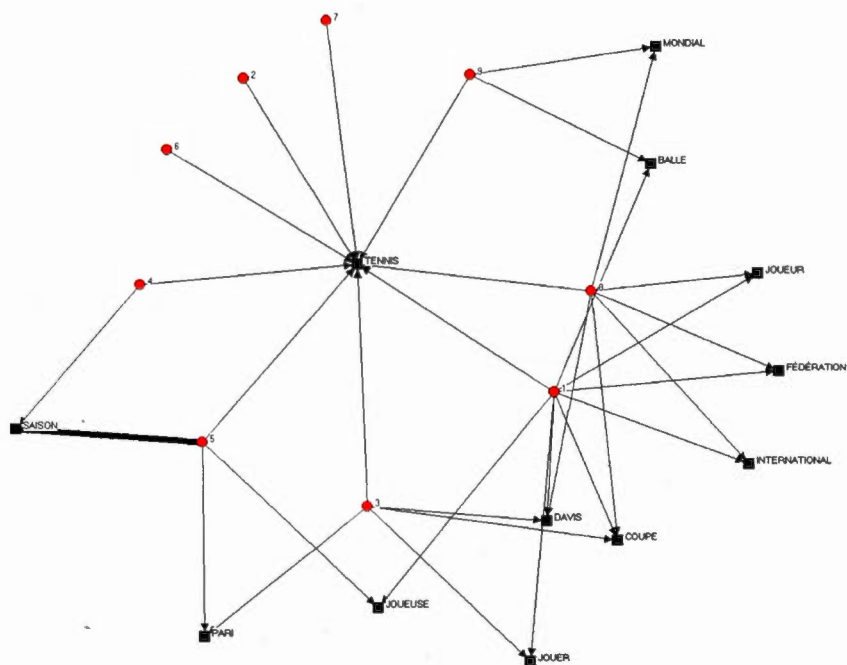 7
MONDIAL
9
2
6
BALLE
TENNIS
JOUEUR
4
8
FÉDÉRATION
1
SAISON
5
INTERNATIONAL
3
DAVIS
COUPE
JOUEUSE
PARI
JOUER